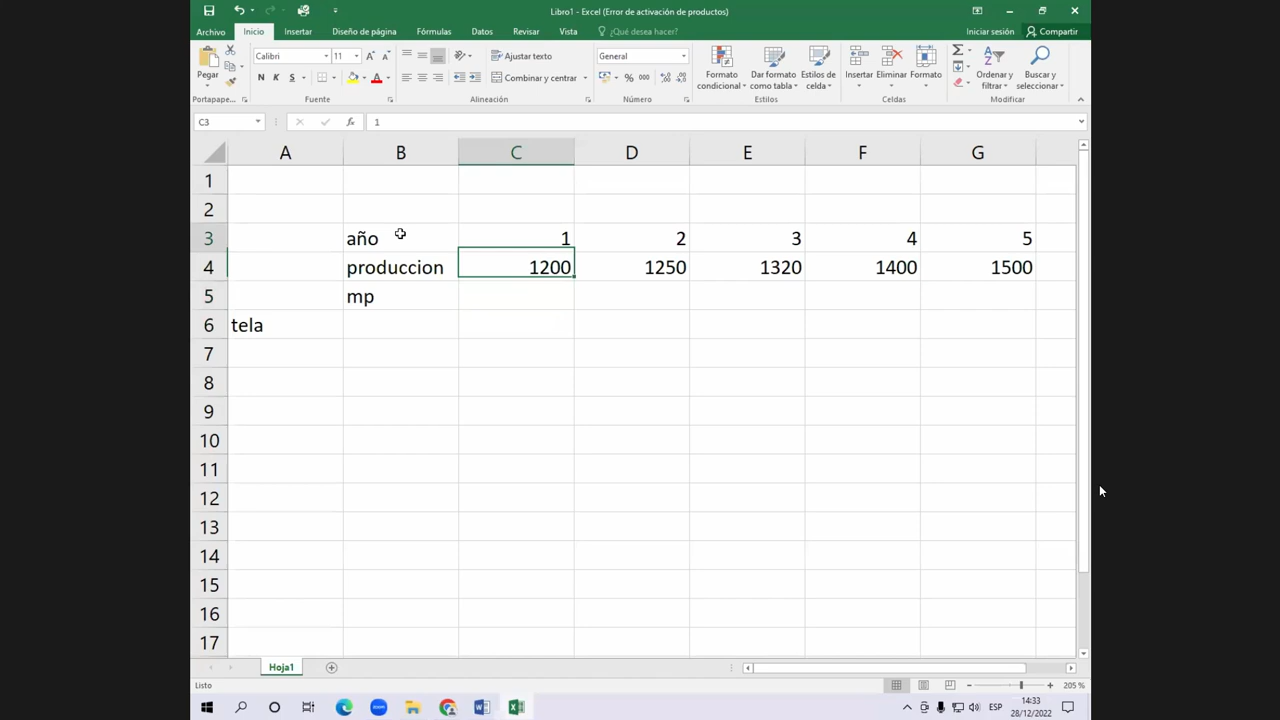 Libro1 - Excel (Error de activación de productos)
Archivo Inicio Insertar Diseño de página Fórmulas Datos Revisar Vista ¿Qué desea hacer? Iniciar sesión Compartir
Pegar
Calibri 11
N K S
Ajustar texto
Combinar y centrar
General
% 000
Formato condicional
Dar formato como tabla
Estilos de celda
Insertar
Eliminar
Formato
Ordenar y filtrar
Buscar y seleccionar
Portapape... Fuente Alineación Número Estilos Celdas Modificar
C3 fx 1
A B C D E F G
1
2
3 año 1 2 3 4 5
4 produccion 1200 1250 1320 1400 1500
5 mp
6 tela
7
8
9
10
11
12
13
14
15
16
17
Hoja1
Listo 205 %
ESP 14:33
28/12/2022